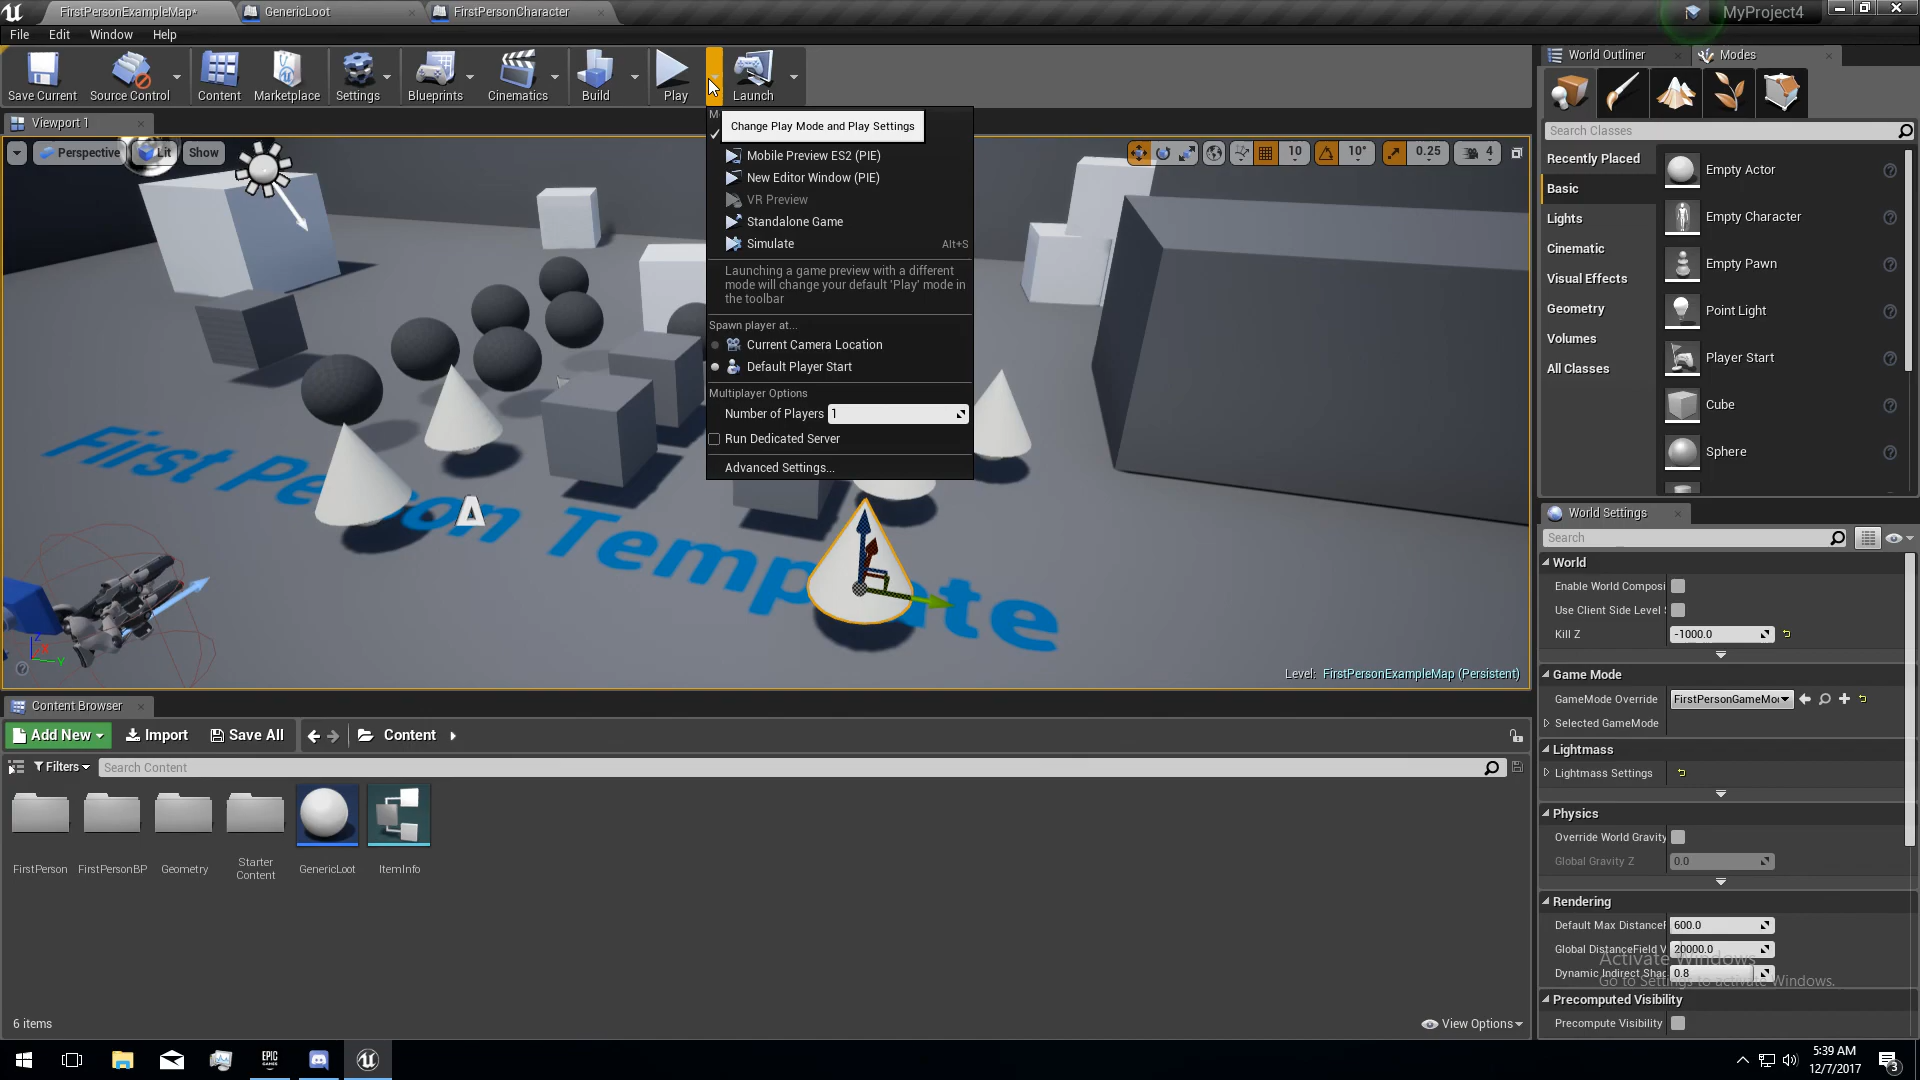 FirstPersonExampleMap*
GenericLoot
FirstPersonCharacter
MyProject4
File Edit Window Help
Save Current
Source Control
Content
Marketplace
Settings
Blueprints
Cinematics
Build
Play
Launch
World Outliner
Modes
Viewport 1
Perspective
Lit
Show
10
10°
0.25
4
Change Play Mode and Play Settings
Mobile Preview ES2 (PIE)
New Editor Window (PIE)
VR Preview
Standalone Game
Simulate Alt+S
Launching a game preview with a different
mode will change your default 'Play' mode in
the toolbar
Spawn player at...
Current Camera Location
Default Player Start
Multiplayer Options
Number of Players 1
Run Dedicated Server
Advanced Settings...
First Person Template
Level: FirstPersonExampleMap (Persistent)
Search Classes
Recently Placed
Basic
Lights
Cinematic
Visual Effects
Geometry
Volumes
All Classes
Empty Actor
Empty Character
Empty Pawn
Point Light
Player Start
Cube
Sphere
World Settings
Search
World
Enable World Composi
Use Client Side Level
Kill Z -1000.0
Game Mode
GameMode Override FirstPersonGameMo
Selected GameMode
Lightmass
Lightmass Settings
Physics
Override World Gravity
Global Gravity Z 0.0
Rendering
Default Max DistanceF 600.0
Global DistanceField V 20000.0
Dynamic Indirect Shad 0.8
Precomputed Visibility
Precompute Visibility
Activate Windows
Go to Settings to activate Windows.
Content Browser
Add New
Import
Save All
Content
Filters
Search Content
FirstPerson
FirstPersonBP
Geometry
Starter
Content
GenericLoot
ItemInfo
6 items
View Options
EPIC
GAMES
5:39 AM
12/7/2017
3